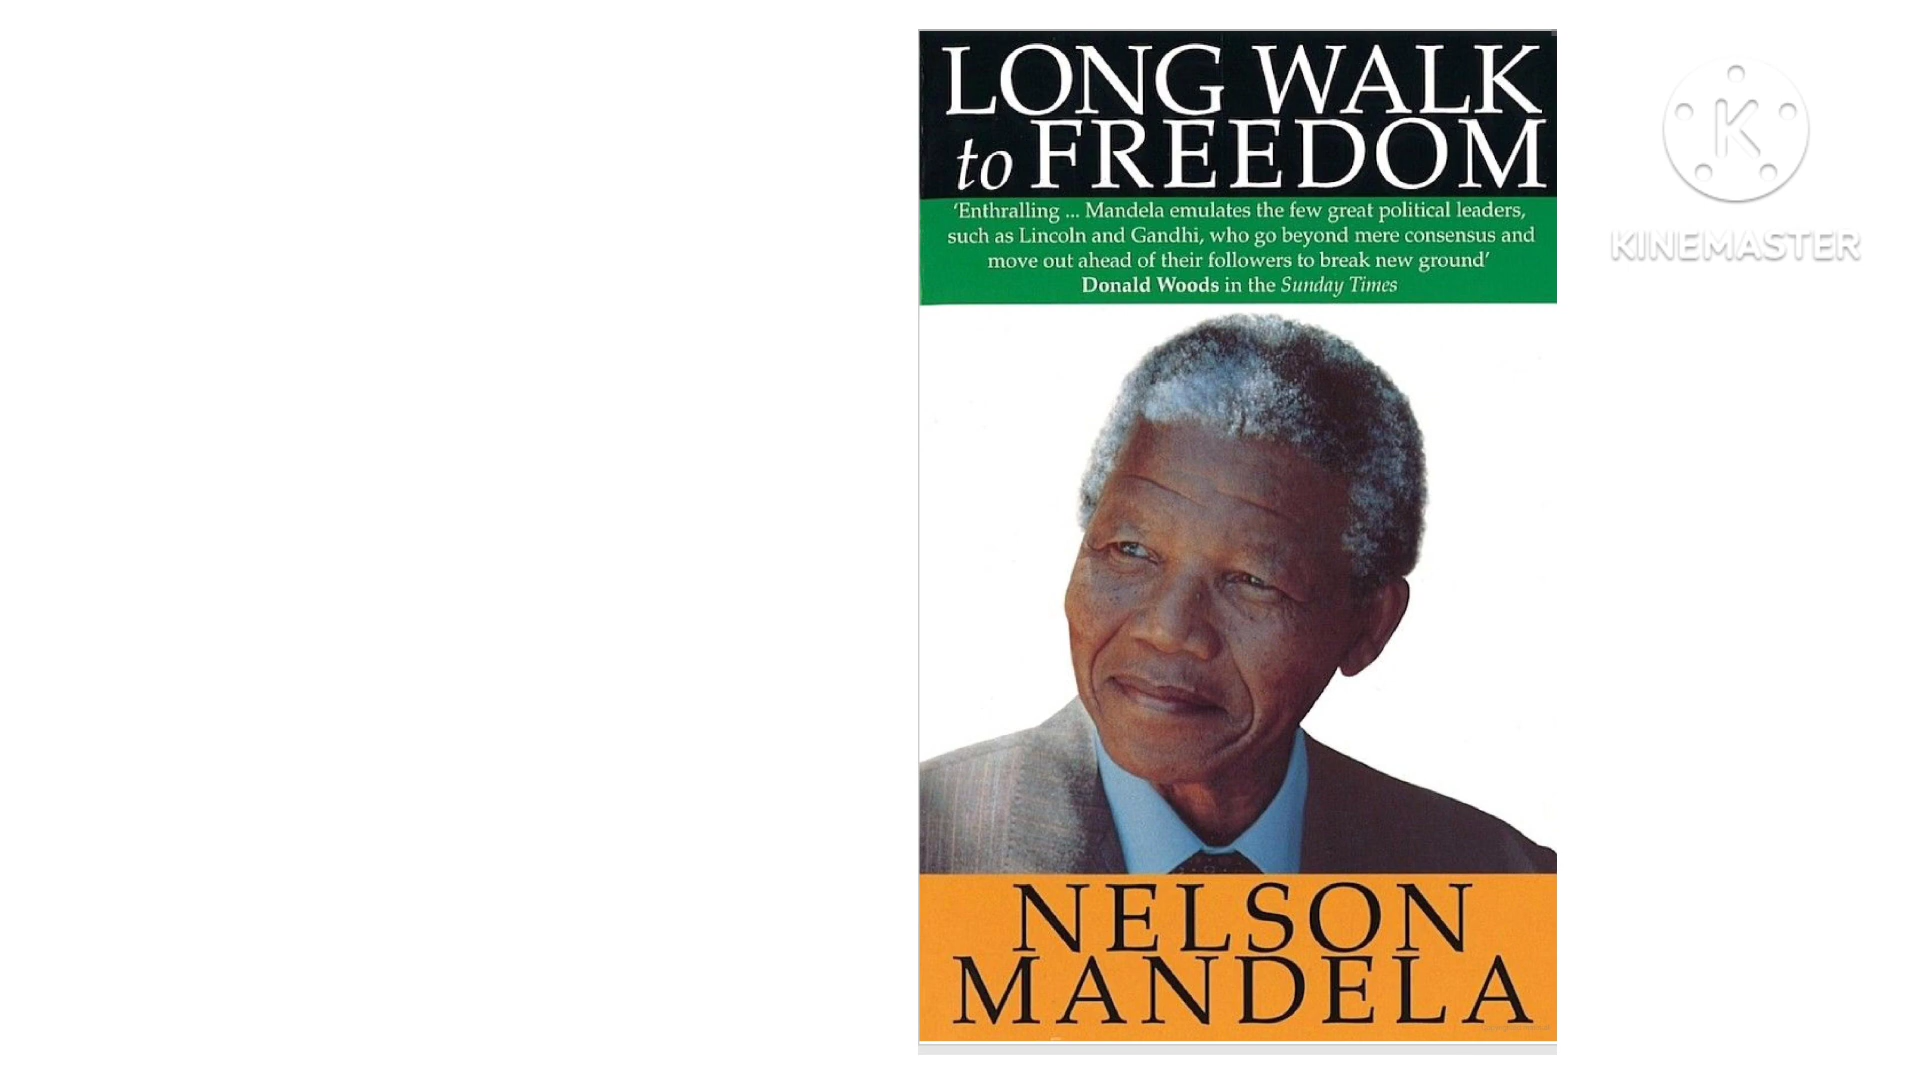 LONG WALK
to FREEDOM
‘Enthralling ... Mandela emulates the few great political leaders,
such as Lincoln and Gandhi, who go beyond mere consensus and
move out ahead of their followers to break new ground’
Donald Woods in the Sunday Times
NELSON
MANDELA
K
KINEMASTER